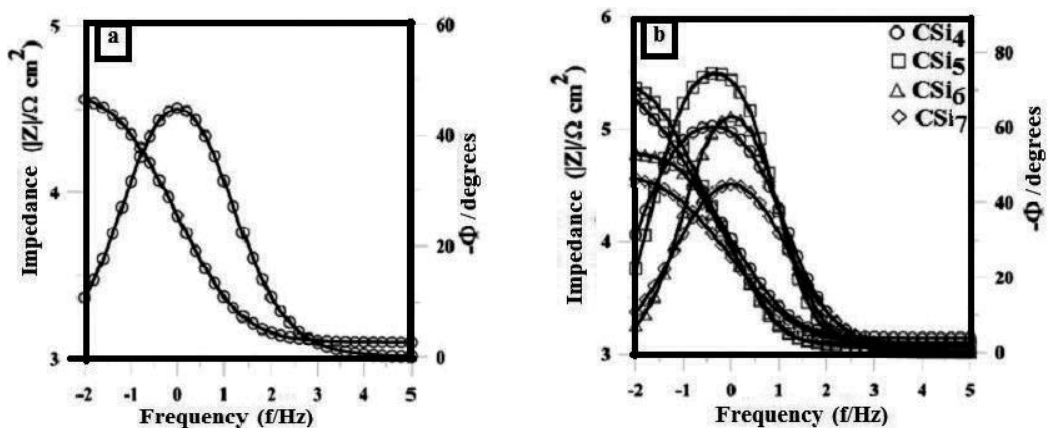 a
5
4
3
60
40
20
0
-2 -1 0 1 2 3 5
Impedance (|Z|/Ω cm²)
-Φ / degrees
Frequency (f/Hz)
b
CSi4
CSi5
CSi6
CSi7
6
5
4
3
80
60
40
20
0
-2 -1 0 1 2 3 4 5
Impedance (|Z|/Ω cm²)
-Φ / degrees
Frequency (f/Hz)